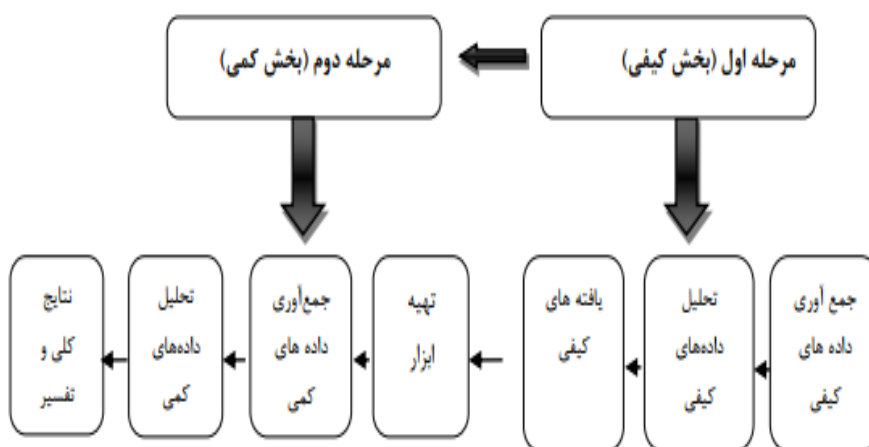 مرحله اول (بخش کیفی)
مرحله دوم (بخش کمی)
جمع آوری
داده های
کیفی
تحلیل
داده‌های
کیفی
یافته های
کیفی
تهیه
ابزار
جمع‌آوری
داده های
کمی
تحلیل
داده‌های
کمی
نتایج
کلی و
تفسیر